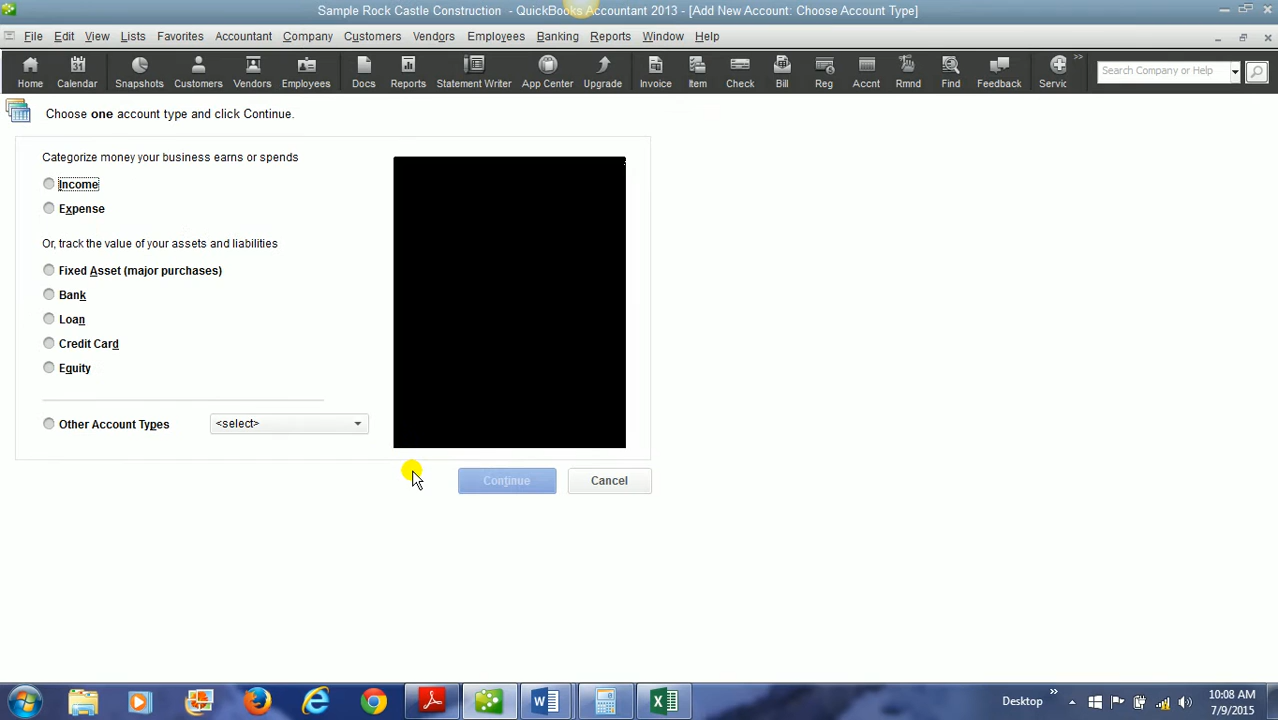 Sample Rock Castle Construction - QuickBooks Accountant 2013 - [Add New Account: Choose Account Type]
File Edit View Lists Favorites Accountant Company Customers Vendors Employees Banking Reports Window Help
Home Calendar Snapshots Customers Vendors Employees Docs Reports Statement Writer App Center Upgrade Invoice Item Check Bill Reg Accnt Rmnd Find Feedback Servic Search Company or Help
31
Choose one account type and click Continue.
Categorize money your business earns or spends
Income
Expense
Or, track the value of your assets and liabilities
Fixed Asset (major purchases)
Bank
Loan
Credit Card
Equity
Other Account Types <select>
Continue Cancel
Desktop
10:08 AM
7/9/2015